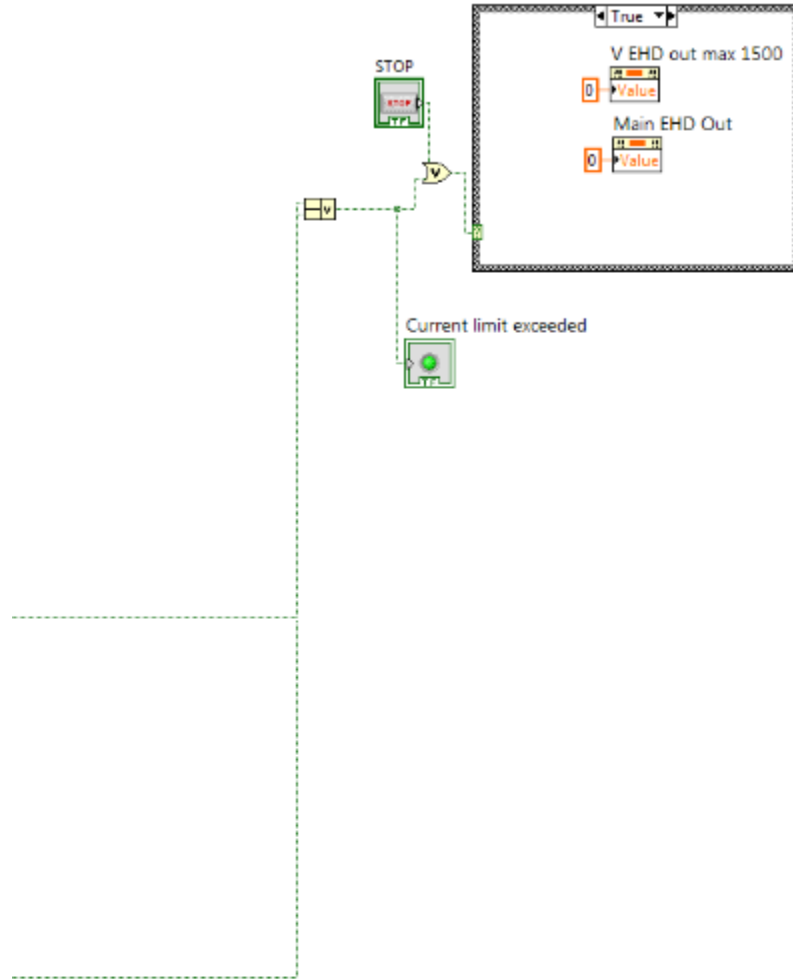 True
V EHD out max 1500
STOP
0
Value
STOP
TF
Main EHD Out
0
Value
V
V
Current limit exceeded
TF